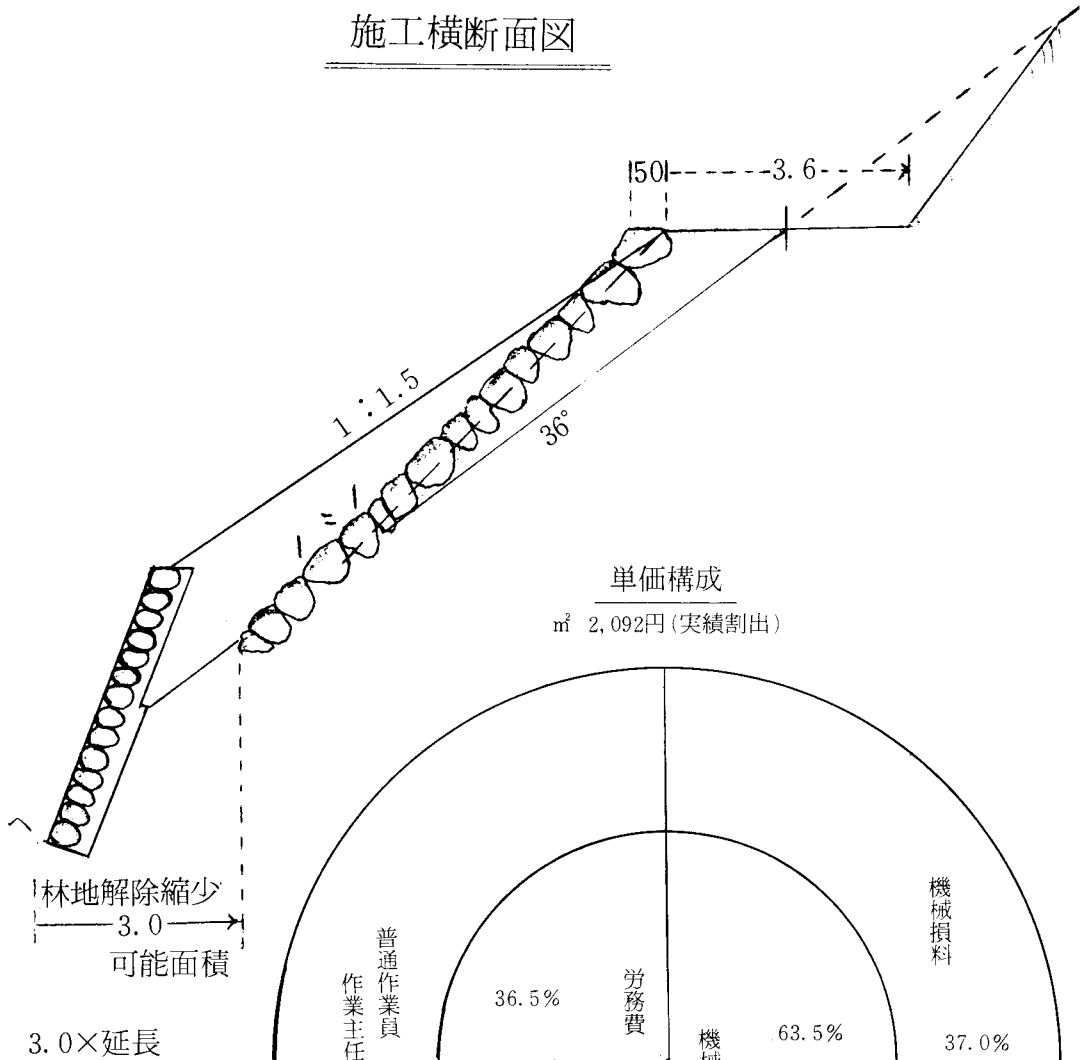 施工横断面図
50
3.6
1：1.5
36°
単価構成
㎡ 2,092円(実績割出)
林地解除縮少
3.0
可能面積
3.0×延長
機械損料
普通作業員
作業主任
36.5%
労務費
機械
63.5%
37.0%